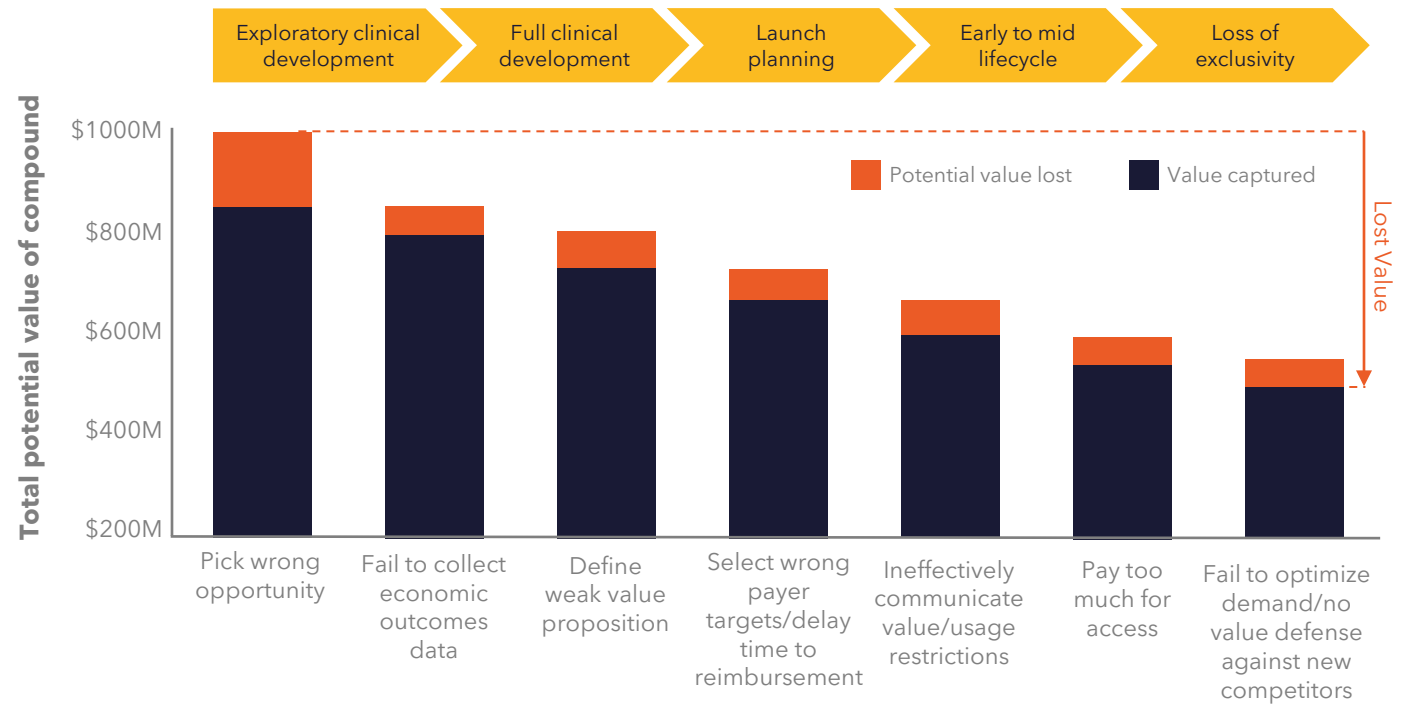 Exploratory clinical
development
Full clinical
development
Launch
planning
Early to mid
lifecycle
Loss of
exclusivity
Total potential value of compound
$1000M
$800M
$600M
$400M
$200M
Potential value lost
Value captured
Lost Value
Pick wrong
opportunity
Fail to collect
economic
outcomes
data
Define
weak value
proposition
Select wrong
payer
targets/delay
time to
reimbursement
Ineffectively
communicate
value/usage
restrictions
Pay too
much for
access
Fail to optimize
demand/no
value defense
against new
competitors